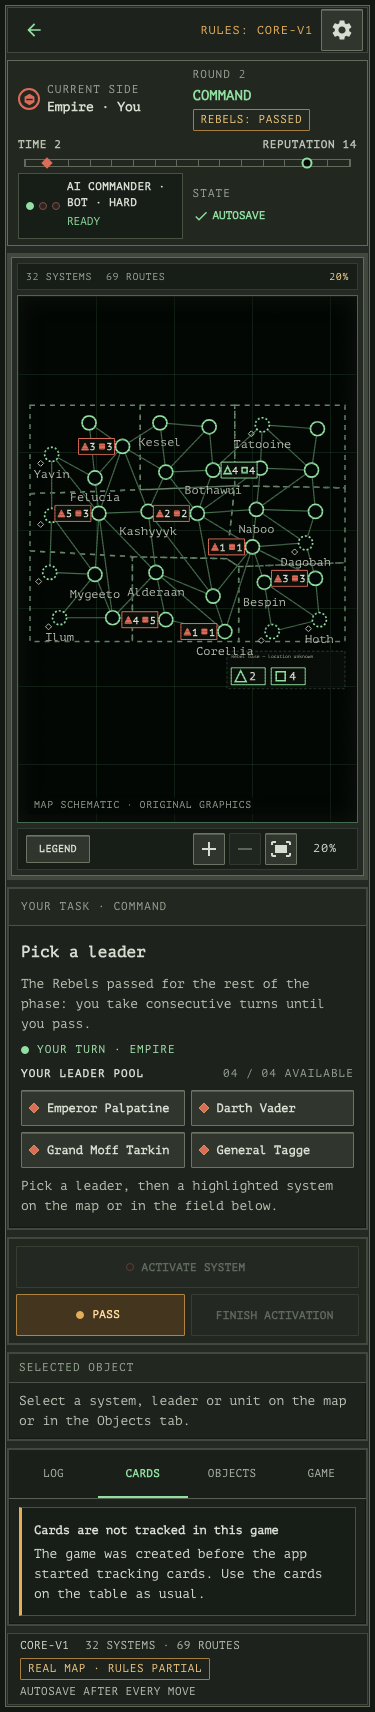 RULES: CORE-V1
CURRENT SIDE
Empire · You
ROUND 2
COMMAND
REBELS: PASSED
TIME 2
REPUTATION 14
AI COMMANDER ·
BOT · HARD
READY
STATE
AUTOSAVE
32 SYSTEMS 69 ROUTES
20%
3 3
Kessel
Tatooine
Yavin
4 4
Felucia
Bothawui
5 3
2 2
Kashyyyk
Naboo
1 1
Dagobah
3 3
Mygeeto
Alderaan
Bespin
4 5
1 1
Ilum
Hoth
Corellia
2 4
MAP SCHEMATIC · ORIGINAL GRAPHICS
LEGEND
20%
YOUR TASK · COMMAND
Pick a leader
The Rebels passed for the rest of the
phase: you take consecutive turns until
you pass.
YOUR TURN · EMPIRE
YOUR LEADER POOL
04 / 04 AVAILABLE
Emperor Palpatine
Darth Vader
Grand Moff Tarkin
General Tagge
Pick a leader, then a highlighted system
on the map or in the field below.
ACTIVATE SYSTEM
PASS
FINISH ACTIVATION
SELECTED OBJECT
Select a system, leader or unit on the map
or in the Objects tab.
LOG
CARDS
OBJECTS
GAME
Cards are not tracked in this game
The game was created before the app
started tracking cards. Use the cards
on the table as usual.
CORE-V1 32 SYSTEMS · 69 ROUTES
REAL MAP · RULES PARTIAL
AUTOSAVE AFTER EVERY MOVE